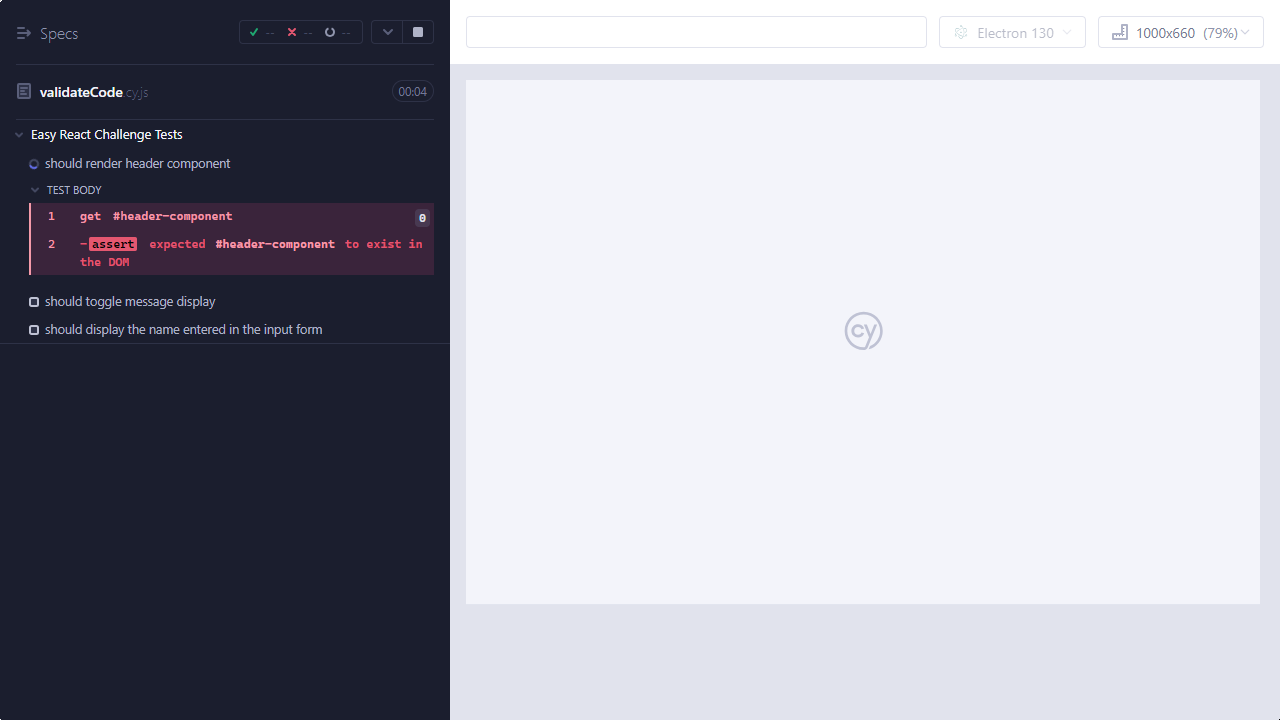 Specs
--
--
--
Electron 130
1000x660 (79%)
validateCode.cy.js
00:04
Easy React Challenge Tests
should render header component
TEST BODY
1 get #header-component 0
2 -assert expected #header-component to exist in
the DOM
should toggle message display
should display the name entered in the input form
cy